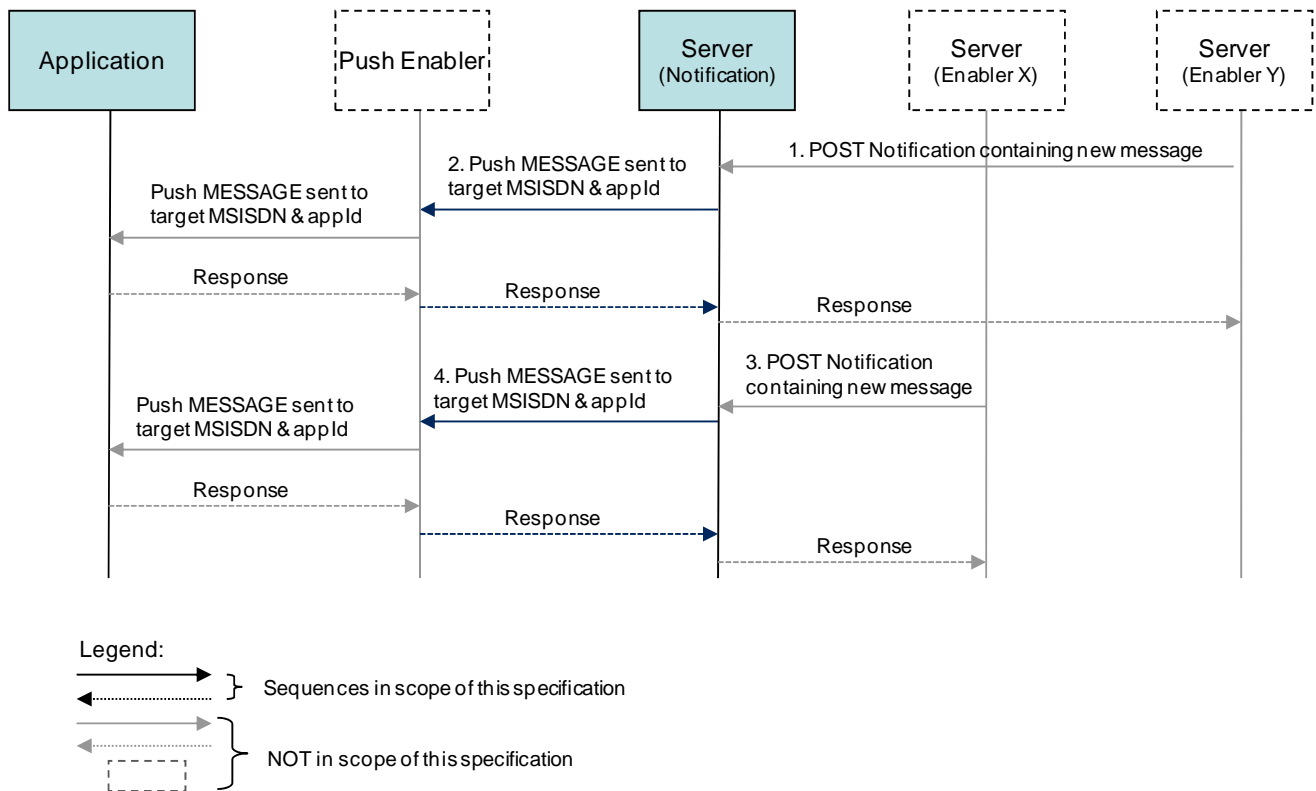 Application
Push Enabler
Server
(Notification)
Server
(Enabler X)
Server
(Enabler Y)
1. POST Notification containing new message
2. Push MESSAGE sent to
target MSISDN & appId
Push MESSAGE sent to
target MSISDN & appId
Response
Response
Response
3. POST Notification
containing new message
4. Push MESSAGE sent to
target MSISDN & appId
Push MESSAGE sent to
target MSISDN & appId
Response
Response
Response
Legend:
Sequences in scope of this specification
NOT in scope of this specification